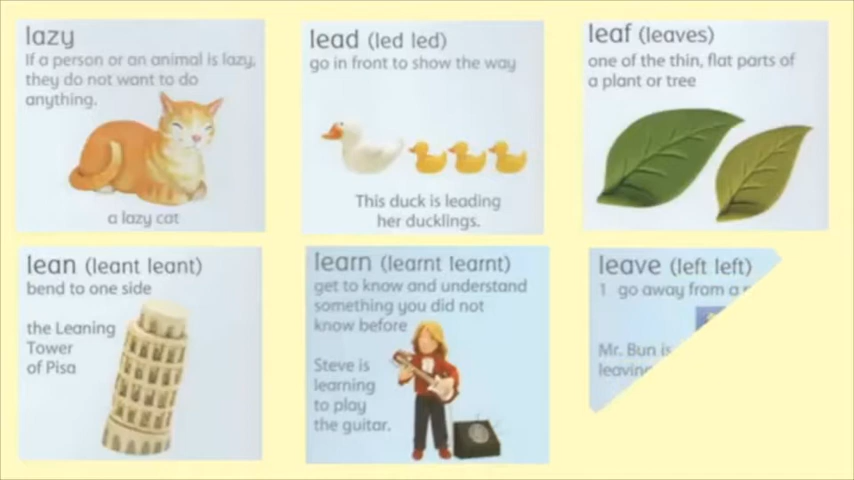 lazy
If a person or an animal is lazy,
they do not want to do
anything.
a lazy cat
lead (led led)
go in front to show the way
This duck is leading
her ducklings.
leaf (leaves)
one of the thin, flat parts of
a plant or tree
lean (leant leant)
bend to one side
the Leaning
Tower
of Pisa
learn (learnt learnt)
get to know and understand
something you did not
know before
Steve is
learning
to play
the guitar.
leave (left left)
1 go away from a
Mr. Bun is